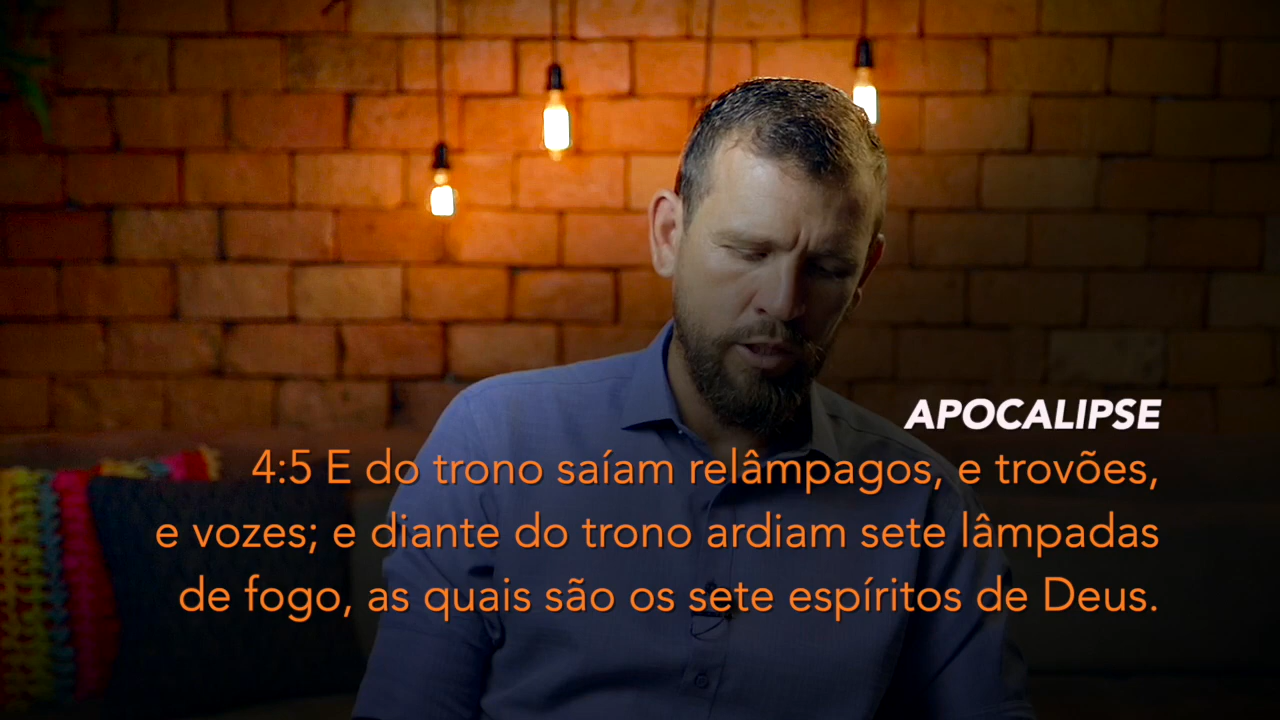 APOCALIPSE
4:5 E do trono saíam relâmpagos, e trovões,
e vozes; e diante do trono ardiam sete lâmpadas
de fogo, as quais são os sete espíritos de Deus.